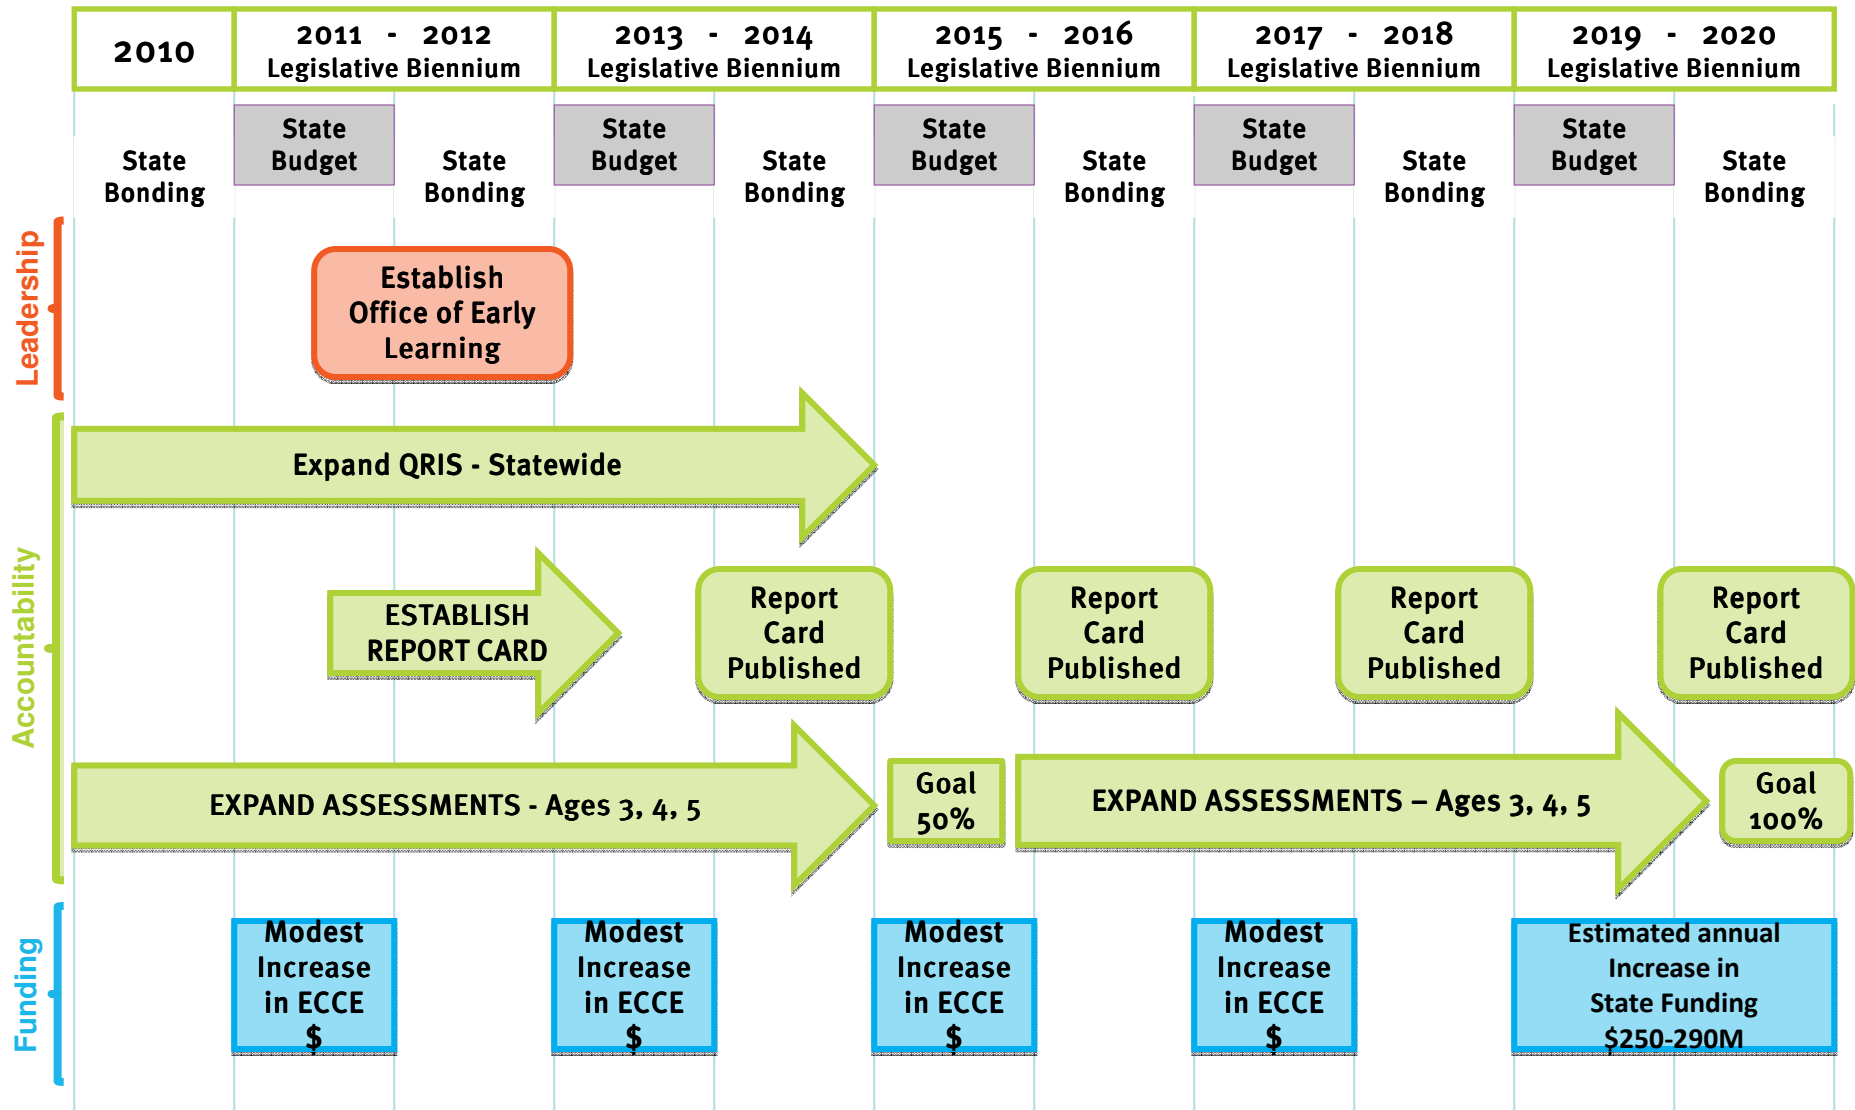 2010
2011 - 2012
Legislative Biennium
2013 - 2014
Legislative Biennium
2015 - 2016
Legislative Biennium
2017 - 2018
Legislative Biennium
2019 - 2020
Legislative Biennium
State
Bonding
State
Budget
State
Bonding
State
Budget
State
Bonding
State
Budget
State
Bonding
State
Budget
State
Bonding
State
Budget
State
Bonding
Leadership
Establish
Office of Early
Learning
Accountability
Expand QRIS - Statewide
ESTABLISH
REPORT CARD
Report
Card
Published
Report
Card
Published
Report
Card
Published
Report
Card
Published
EXPAND ASSESSMENTS - Ages 3, 4, 5
Goal
50%
EXPAND ASSESSMENTS – Ages 3, 4, 5
Goal
100%
Funding
Modest
Increase
in ECCE
$
Modest
Increase
in ECCE
$
Modest
Increase
in ECCE
$
Modest
Increase
in ECCE
$
Estimated annual
Increase in
State Funding
$250-290M